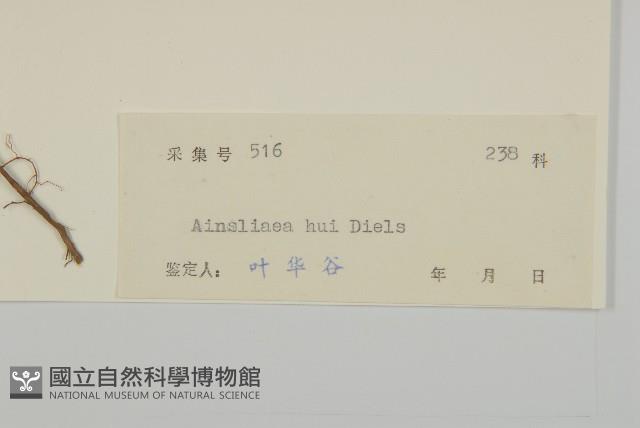 采集号 516 238 科
Ainsliaea hui Diels
鉴定人: 叶华谷 年 月 日
國立自然科學博物館
NATIONAL MUSEUM OF NATURAL SCIENCE